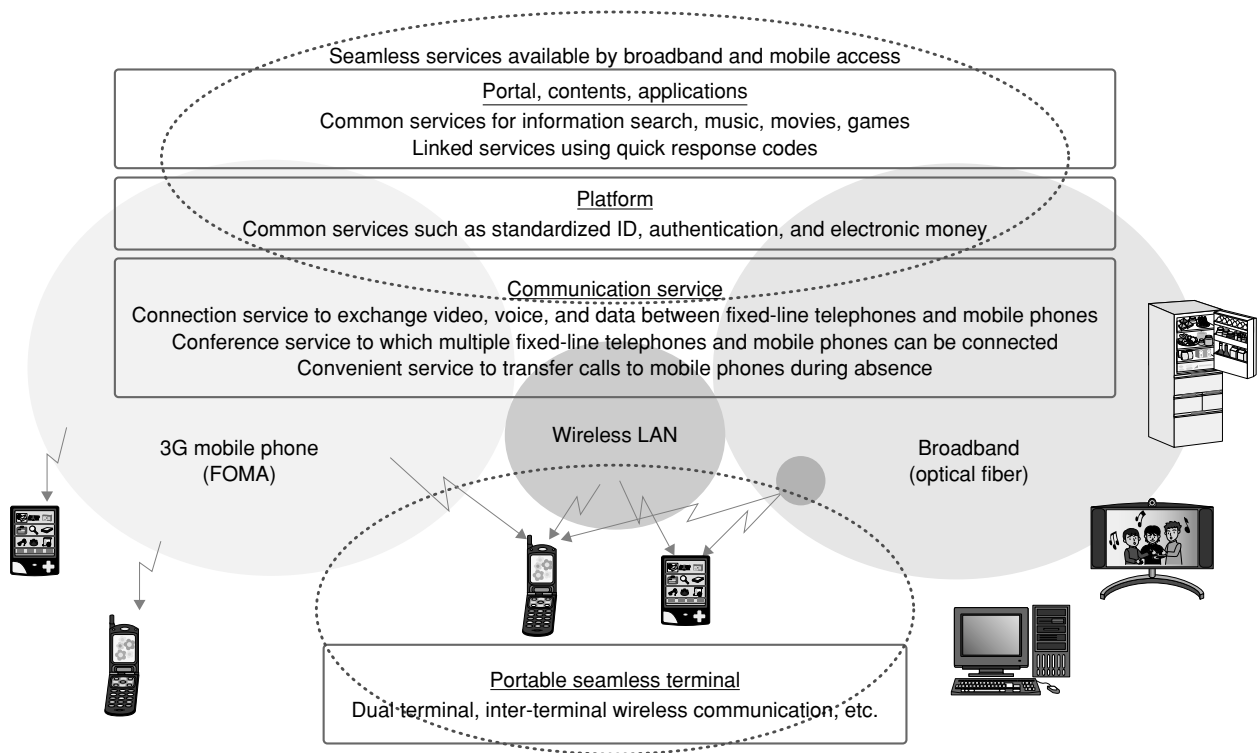 Seamless services available by broadband and mobile access
Portal, contents, applications
Common services for information search, music, movies, games
Linked services using quick response codes
Platform
Common services such as standardized ID, authentication, and electronic money
Communication service
Connection service to exchange video, voice, and data between fixed-line telephones and mobile phones
Conference service to which multiple fixed-line telephones and mobile phones can be connected
Convenient service to transfer calls to mobile phones during absence
3G mobile phone
(FOMA)
Wireless LAN
Broadband
(optical fiber)
Portable seamless terminal
Dual terminal, inter-terminal wireless communication, etc.